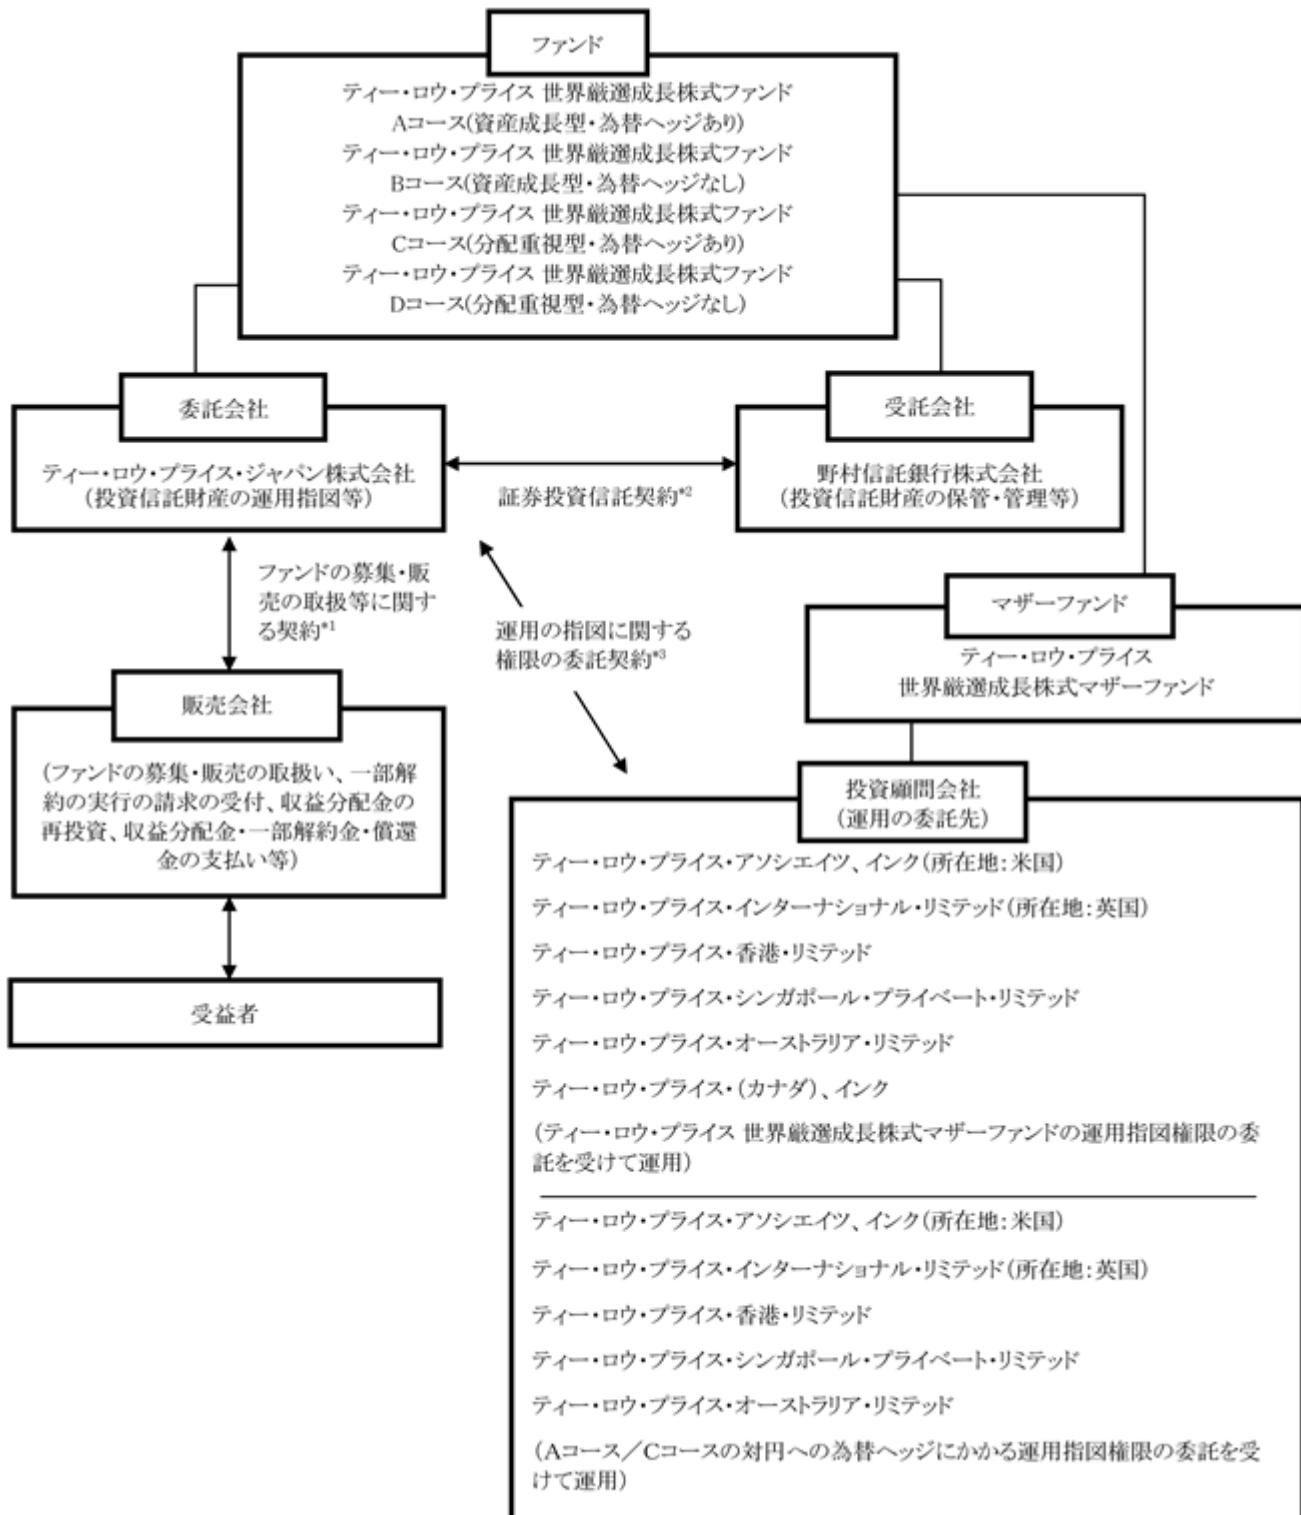 ファンド
ティー・ロウ・プライス 世界厳選成長株式ファンド
Aコース(資産成長型・為替ヘッジあり)
ティー・ロウ・プライス 世界厳選成長株式ファンド
Bコース(資産成長型・為替ヘッジなし)
ティー・ロウ・プライス 世界厳選成長株式ファンド
Cコース(分配重視型・為替ヘッジあり)
ティー・ロウ・プライス 世界厳選成長株式ファンド
Dコース(分配重視型・為替ヘッジなし)
委託会社
ティー・ロウ・プライス・ジャパン株式会社
(投資信託財産の運用指図等)
証券投資信託契約*2
受託会社
野村信託銀行株式会社
(投資信託財産の保管・管理等)
ファンドの募集・販
売の取扱等に関す
る契約*1
運用の指図に関する
権限の委託契約*3
マザーファンド
ティー・ロウ・プライス
世界厳選成長株式マザーファンド
販売会社
(ファンドの募集・販売の取扱い、一部解
約の実行の請求の受付、収益分配金の
再投資、収益分配金・一部解約金・償還
金の支払い等)
受益者
投資顧問会社
(運用の委託先)
ティー・ロウ・プライス・アソシエイツ、インク(所在地:米国)
ティー・ロウ・プライス・インターナショナル・リミテッド(所在地:英国)
ティー・ロウ・プライス・香港・リミテッド
ティー・ロウ・プライス・シンガポール・プライベート・リミテッド
ティー・ロウ・プライス・オーストラリア・リミテッド
ティー・ロウ・プライス・(カナダ)、インク
(ティー・ロウ・プライス 世界厳選成長株式マザーファンドの運用指図権限の委
託を受けて運用)
ティー・ロウ・プライス・アソシエイツ、インク(所在地:米国)
ティー・ロウ・プライス・インターナショナル・リミテッド(所在地:英国)
ティー・ロウ・プライス・香港・リミテッド
ティー・ロウ・プライス・シンガポール・プライベート・リミテッド
ティー・ロウ・プライス・オーストラリア・リミテッド
(Aコース/Cコースの対円への為替ヘッジにかかる運用指図権限の委託を受
けて運用)